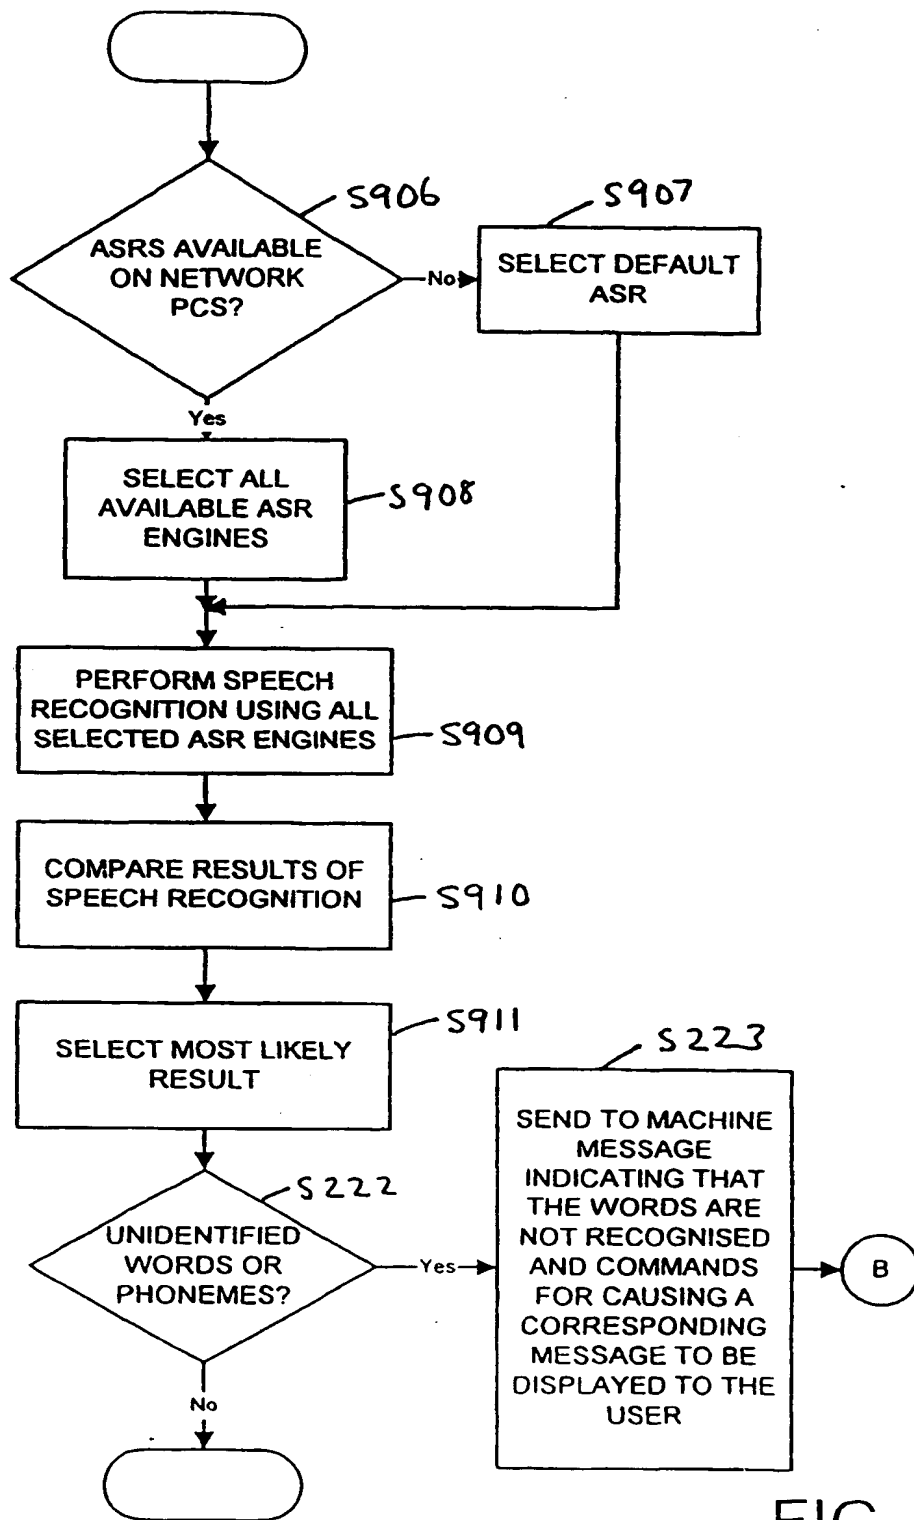 S906
ASRS AVAILABLE
ON NETWORK
PCS?
No
S907
SELECT DEFAULT
ASR
Yes
SELECT ALL
AVAILABLE ASR
ENGINES
S908
PERFORM SPEECH
RECOGNITION USING ALL
SELECTED ASR ENGINES
S909
COMPARE RESULTS OF
SPEECH RECOGNITION
S910
SELECT MOST LIKELY
RESULT
S911
S222
UNIDENTIFIED
WORDS OR
PHONEMES?
Yes
S223
SEND TO MACHINE
MESSAGE
INDICATING THAT
THE WORDS ARE
NOT RECOGNISED
AND COMMANDS
FOR CAUSING A
CORRESPONDING
MESSAGE TO BE
DISPLAYED TO THE
USER
B
No
FIG